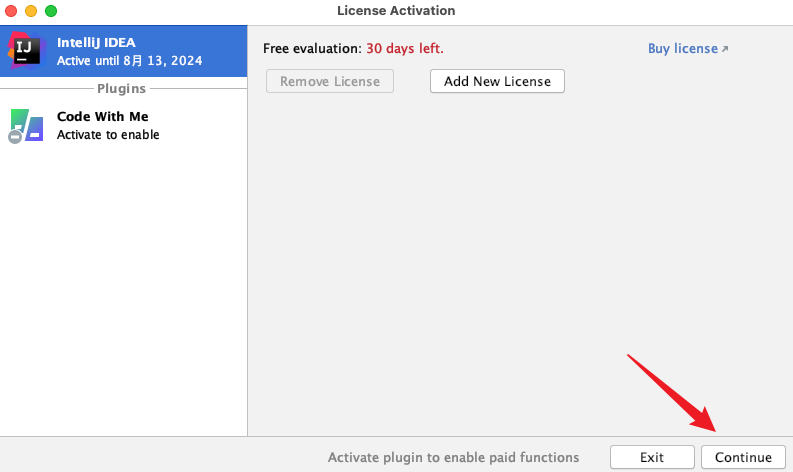 License Activation
IntelliJ IDEA
Active until 8月 13, 2024
Plugins
Code With Me
Activate to enable
Free evaluation: 30 days left.
Buy license ↗
Remove License
Add New License
Activate plugin to enable paid functions
Exit
Continue